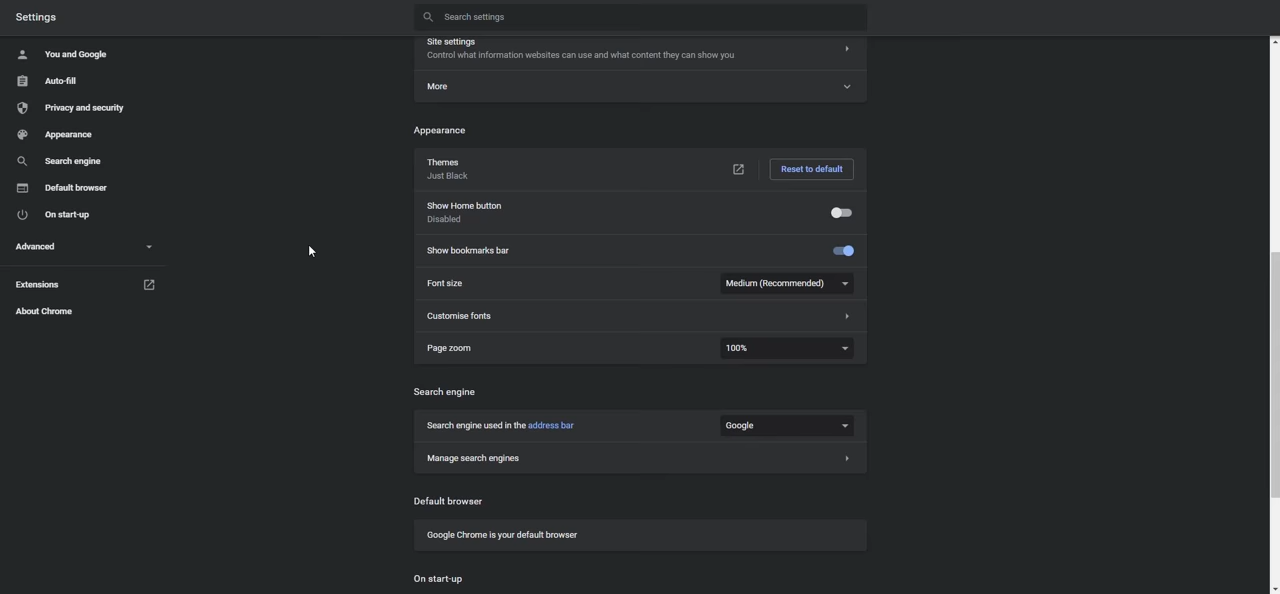 Settings
Search settings
You and Google
Auto-fill
Privacy and security
Appearance
Search engine
Default browser
On start-up
Advanced
Extensions
About Chrome
Site settings
Control what information websites can use and what content they can show you
More
Appearance
Themes
Just Black
Reset to default
Show Home button
Disabled
Show bookmarks bar
Font size
Medium (Recommended)
Customise fonts
Page zoom
100%
Search engine
Search engine used in the address bar
Google
Manage search engines
Default browser
Google Chrome is your default browser
On start-up